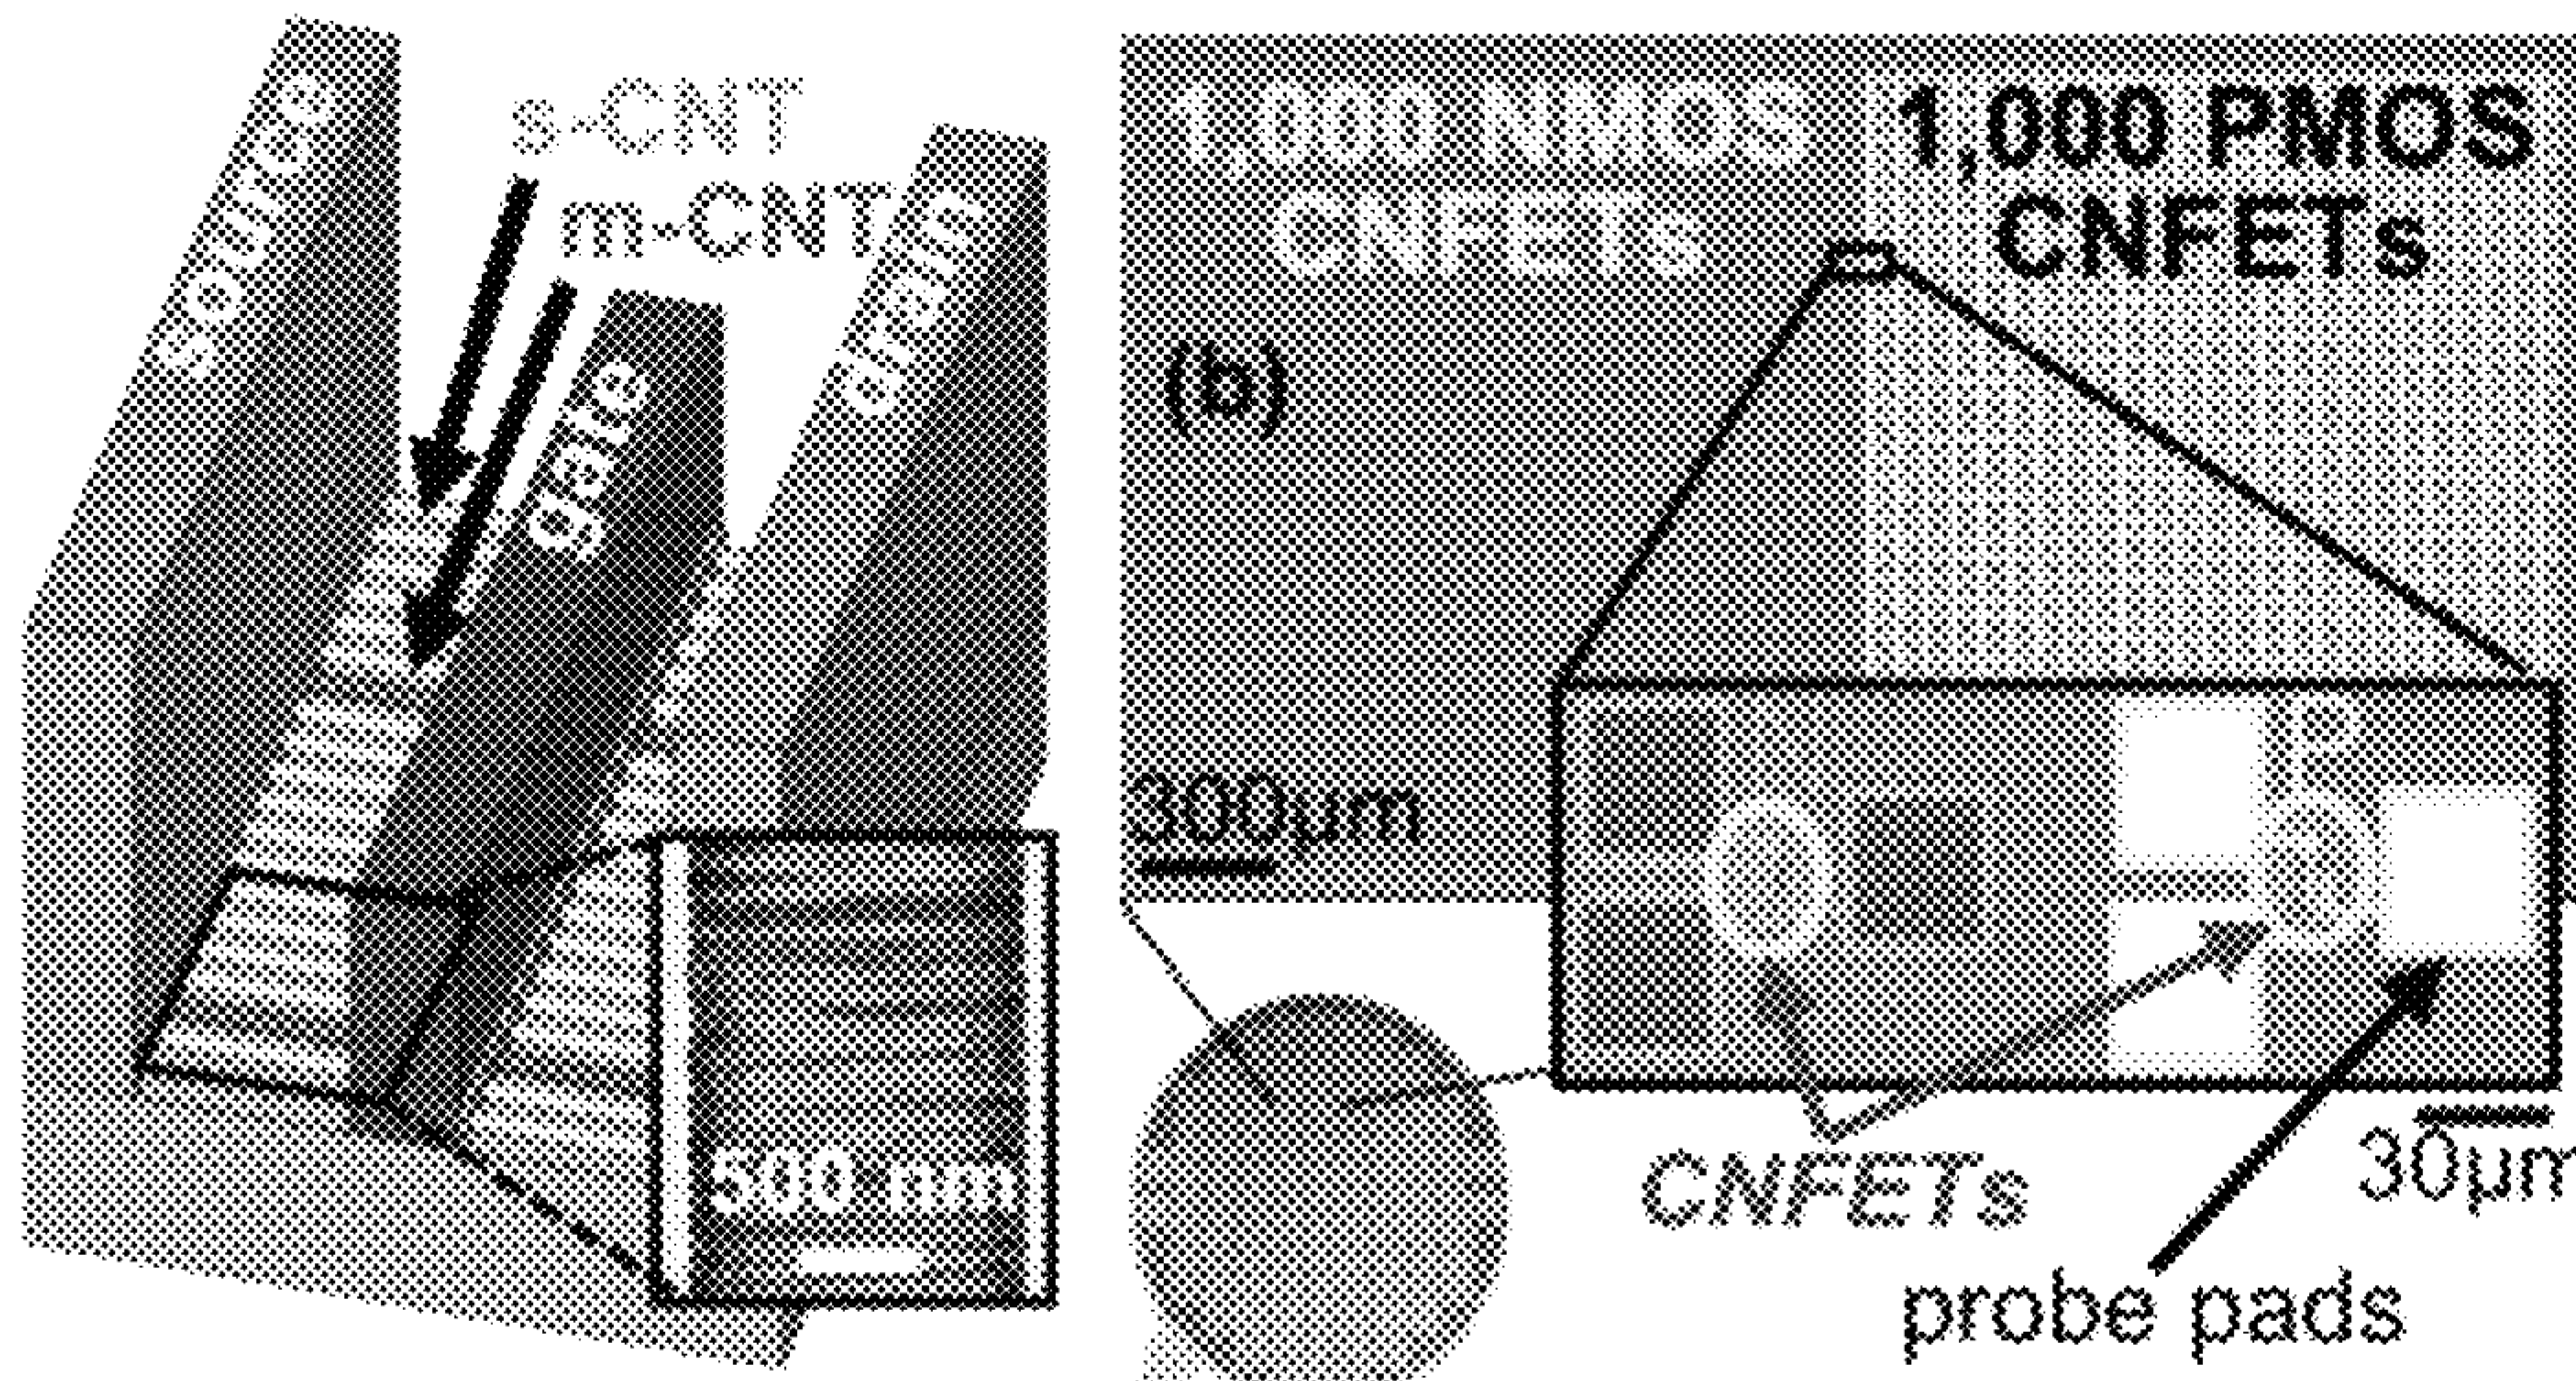 source
s-CNT
m-CNT
gate
drain
500 nm
1,000 NMOS
CNFETs
1,000 PMOS
CNFETs
(b)
300µm
P
CNFETs
30µm
probe pads